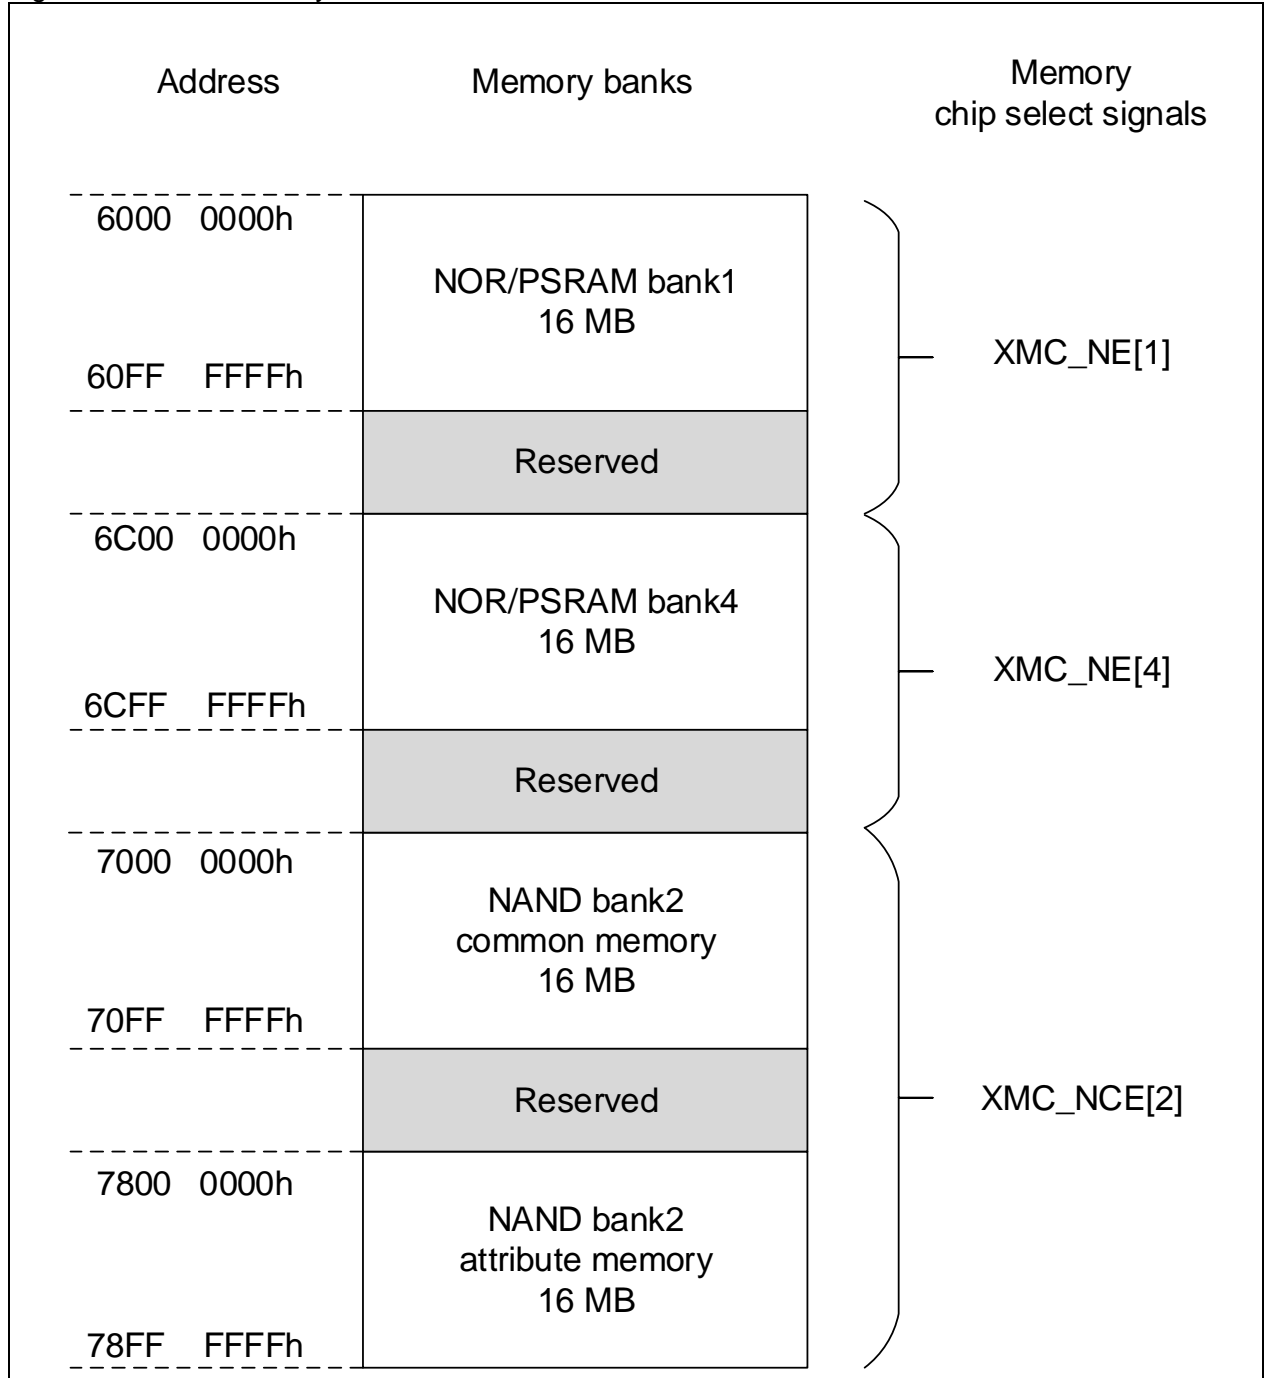 Address
Memory banks
Memory
chip select signals
6000 0000h
NOR/PSRAM bank1
16 MB
XMC_NE[1]
60FF FFFFh
Reserved
6C00 0000h
NOR/PSRAM bank4
16 MB
XMC_NE[4]
6CFF FFFFh
Reserved
7000 0000h
NAND bank2
common memory
16 MB
70FF FFFFh
Reserved
XMC_NCE[2]
7800 0000h
NAND bank2
attribute memory
16 MB
78FF FFFFh